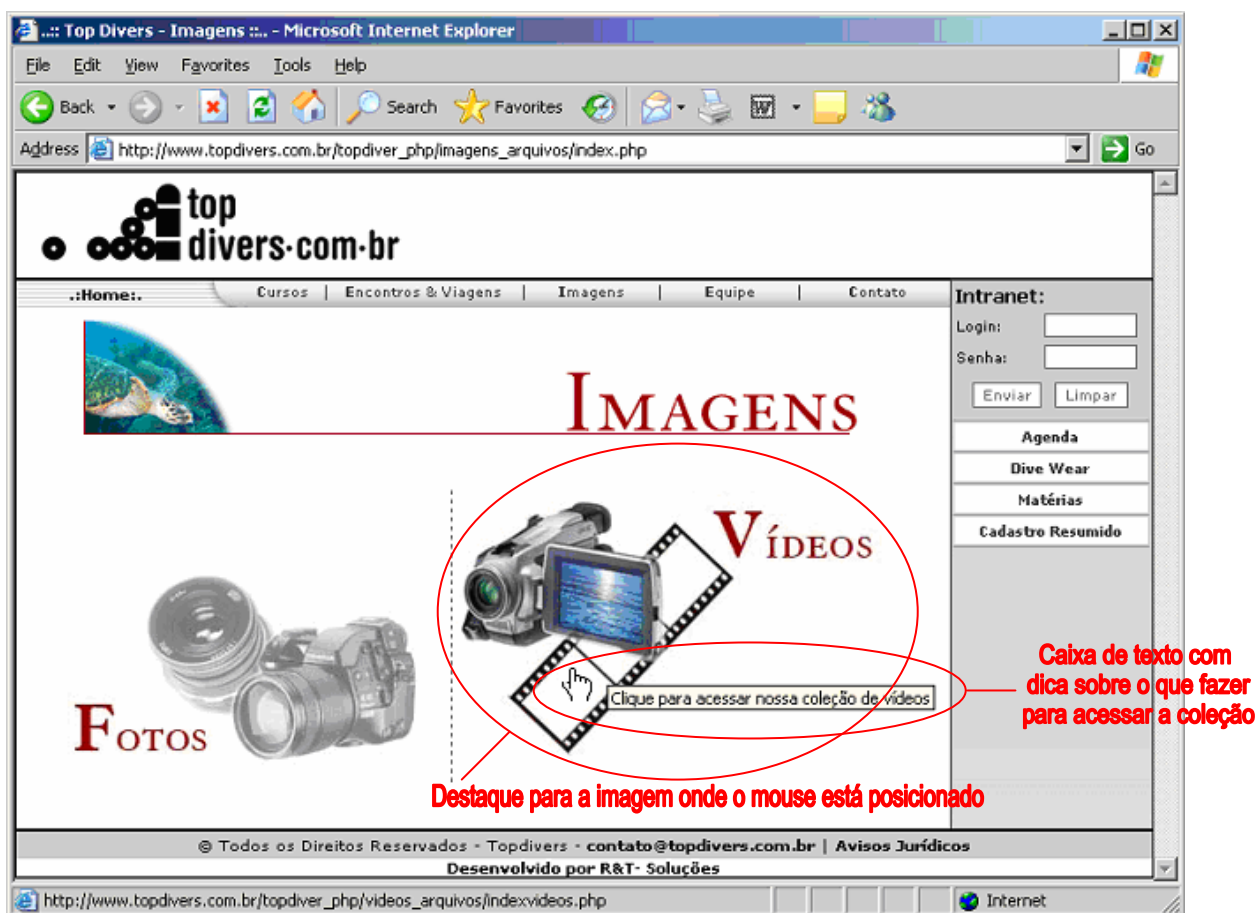 ..:: Top Divers - Imagens ::.. - Microsoft Internet Explorer
File Edit View Favorites Tools Help
Back Search Favorites
Address http://www.topdivers.com.br/topdiver_php/imagens_arquivos/index.php Go
top
divers.com.br
.:Home:. Cursos | Encontros & Viagens | Imagens | Equipe | Contato
Intranet:
Login:
Senha:
Enviar Limpar
Agenda
Dive Wear
Matérias
Cadastro Resumido
IMAGENS
VÍDEOS
FOTOS
Clique para acessar nossa coleção de vídeos
Caixa de texto com
dica sobre o que fazer
para acessar a coleção
Destaque para a imagem onde o mouse está posicionado
© Todos os Direitos Reservados - Topdivers - contato@topdivers.com.br | Avisos Jurídicos
Desenvolvido por R&T- Soluções
http://www.topdivers.com.br/topdiver_php/videos_arquivos/indexvideos.php Internet